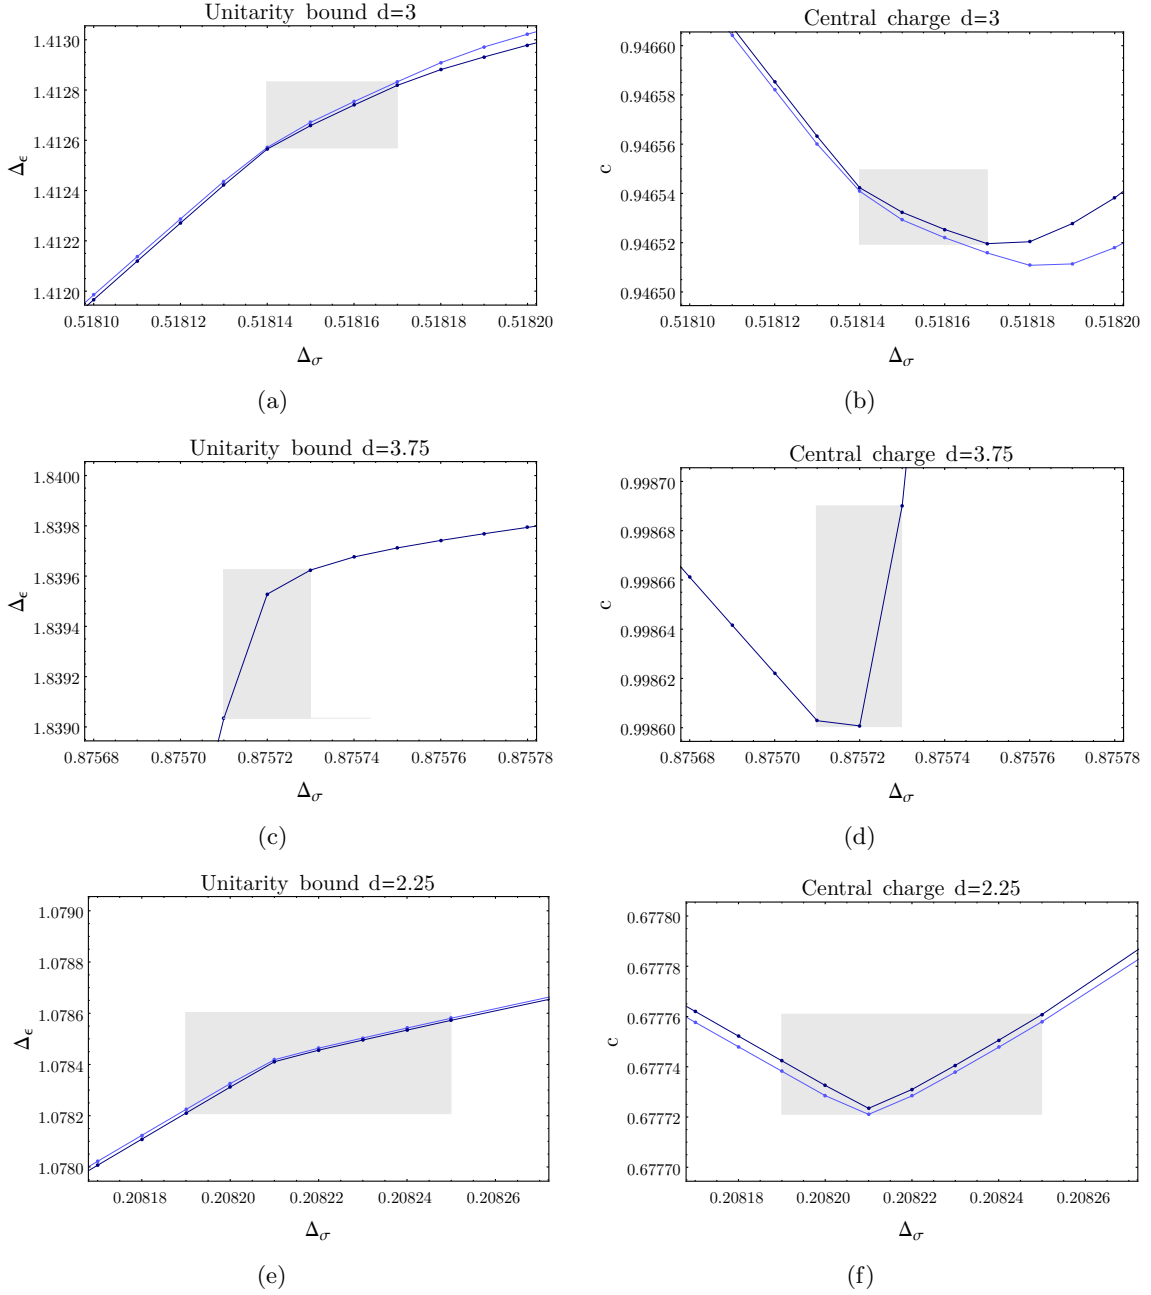 Unitarity bound d=3
1.4130
1.4128
1.4126
1.4124
1.4122
1.4120
Δϵ
0.51810 0.51812 0.51814 0.51816 0.51818 0.51820
Δσ
(a)
Central charge d=3
0.94660
0.94658
0.94656
0.94654
0.94652
0.94650
c
0.51810 0.51812 0.51814 0.51816 0.51818 0.51820
Δσ
(b)
Unitarity bound d=3.75
1.8400
1.8398
1.8396
1.8394
1.8392
1.8390
Δϵ
0.87568 0.87570 0.87572 0.87574 0.87576 0.87578
Δσ
(c)
Central charge d=3.75
0.99870
0.99868
0.99866
0.99864
0.99862
0.99860
c
0.87568 0.87570 0.87572 0.87574 0.87576 0.87578
Δσ
(d)
Unitarity bound d=2.25
1.0790
1.0788
1.0786
1.0784
1.0782
1.0780
Δϵ
0.20818 0.20820 0.20822 0.20824 0.20826
Δσ
(e)
Central charge d=2.25
0.67780
0.67778
0.67776
0.67774
0.67772
0.67770
c
0.20818 0.20820 0.20822 0.20824 0.20826
Δσ
(f)